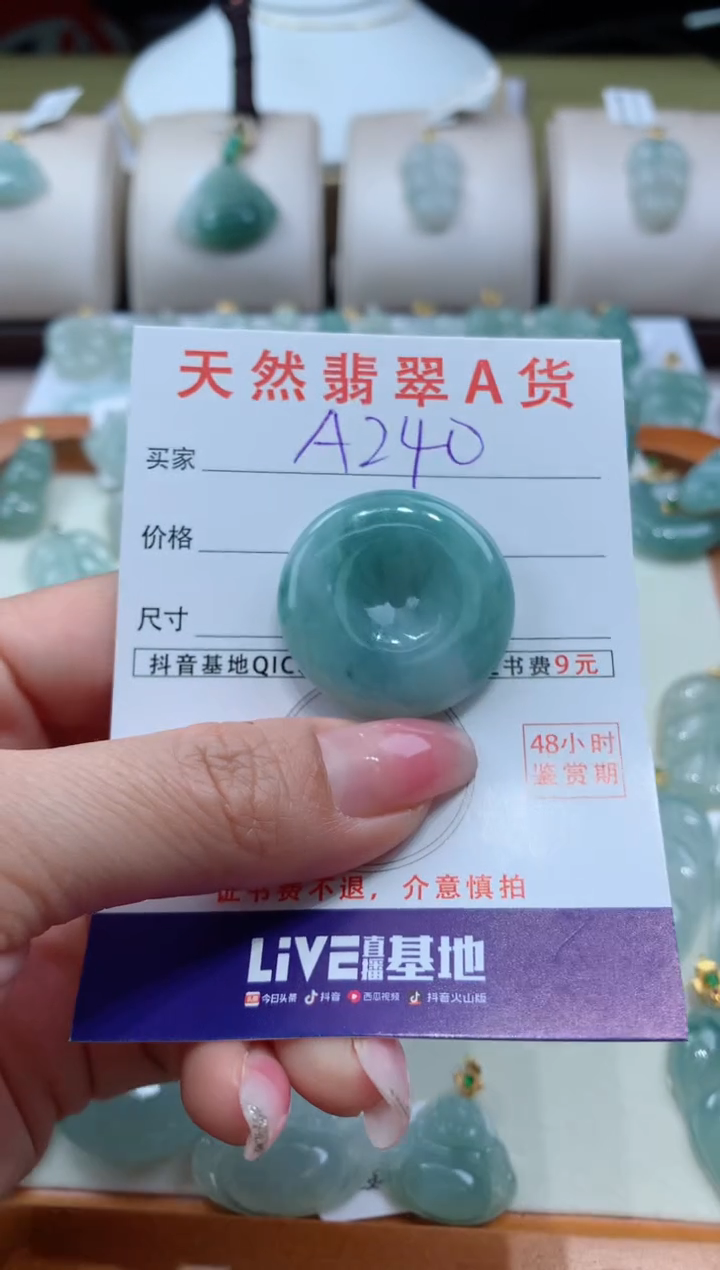 天然翡翠A货
买家 A240
价格
尺寸
抖音基地QIC 书费9元
48小时
鉴赏期
证书费不退，介意慎拍
LIVE直播基地
今日头条 抖音 西瓜视频 抖音火山版